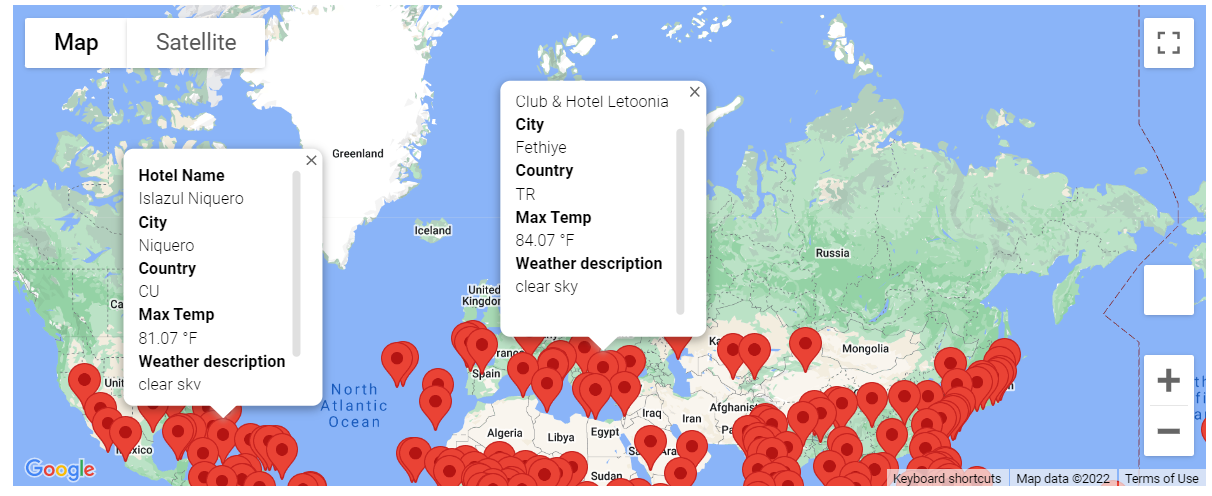 Map
Satellite
Greenland
Iceland
Hotel Name
Islazul Niquero
City
Niquero
Country
CU
Max Temp
81.07 °F
Weather description
clear sky
Club & Hotel Letoonia
City
Fethiye
Country
TR
Max Temp
84.07 °F
Weather description
clear sky
Russia
United
Mongolia
Spain
North
Atlantic
Ocean
Algeria
Libya
Egypt
Iraq
Iran
Sudan
Google
Keyboard shortcuts
Map data ©2022
Terms of Use